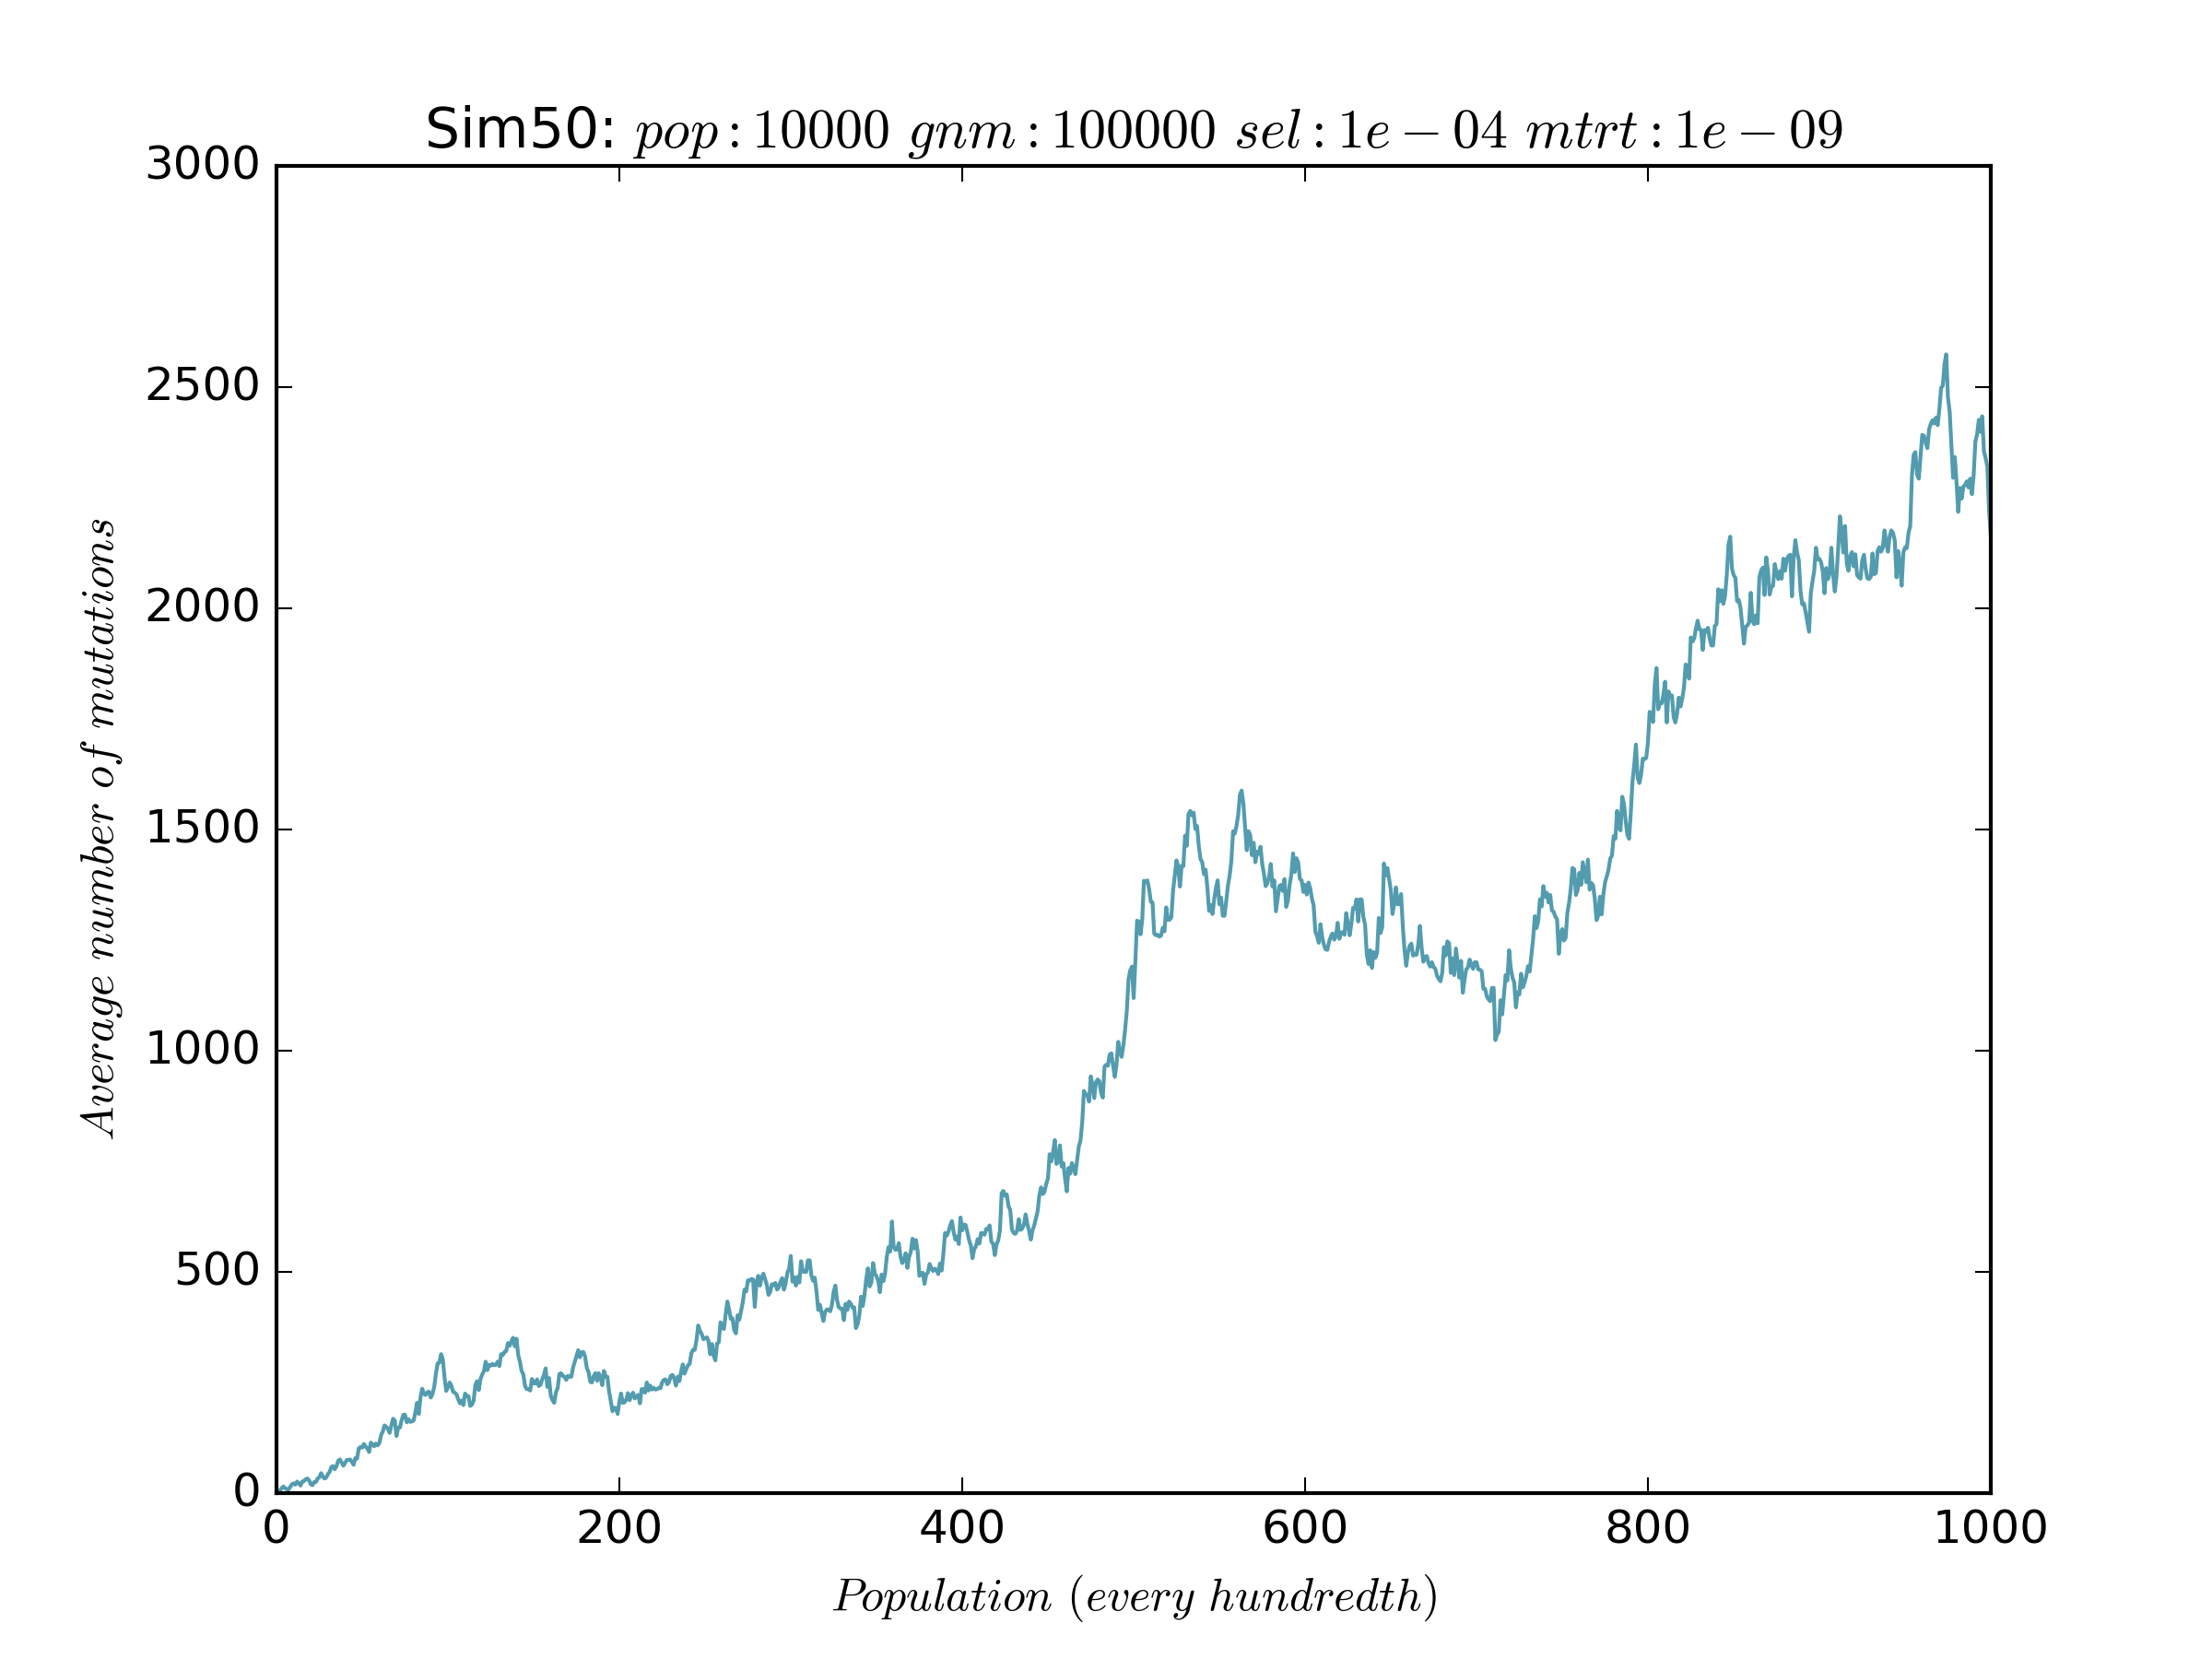 Sim50: pop : 10000 gnm : 100000 sel : 1e − 04 mtrt : 1e − 09
3000
2500
2000
1500
1000
500
0
Average number of mutations
0 200 400 600 800 1000
Population (every hundredth)